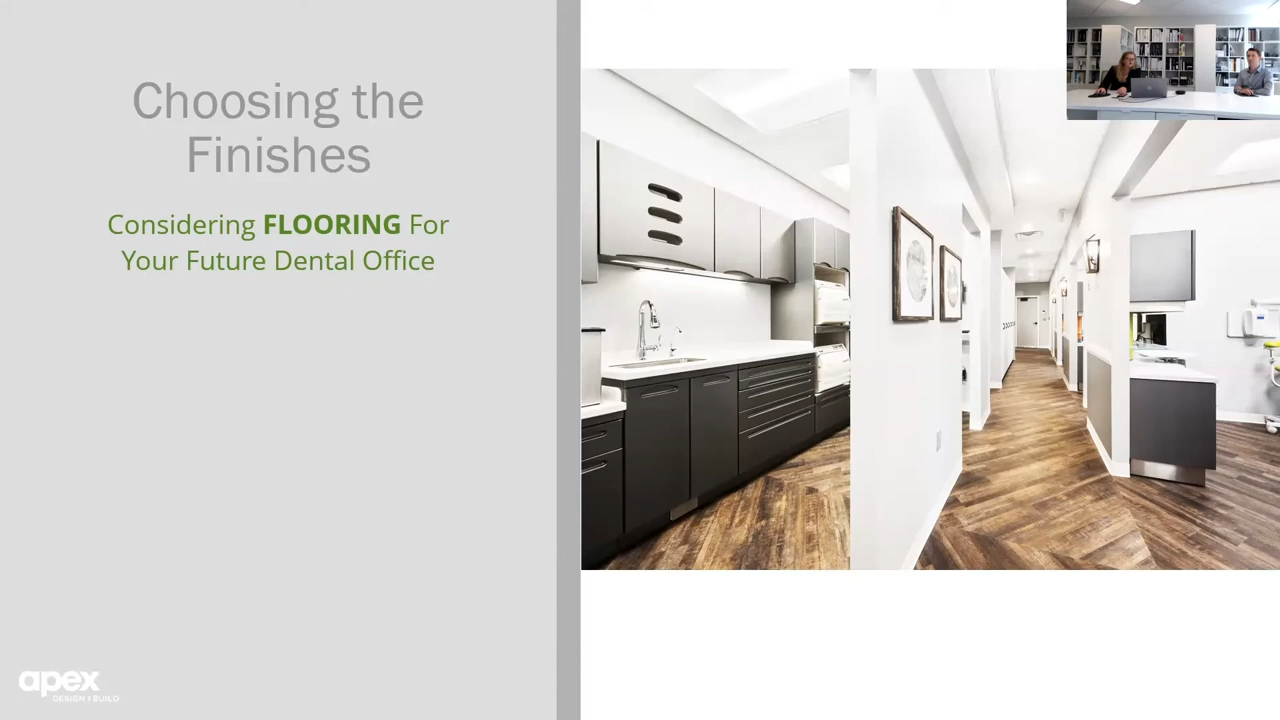 Choosing the
Finishes
Considering FLOORING For
Your Future Dental Office
apex
DESIGN | BUILD